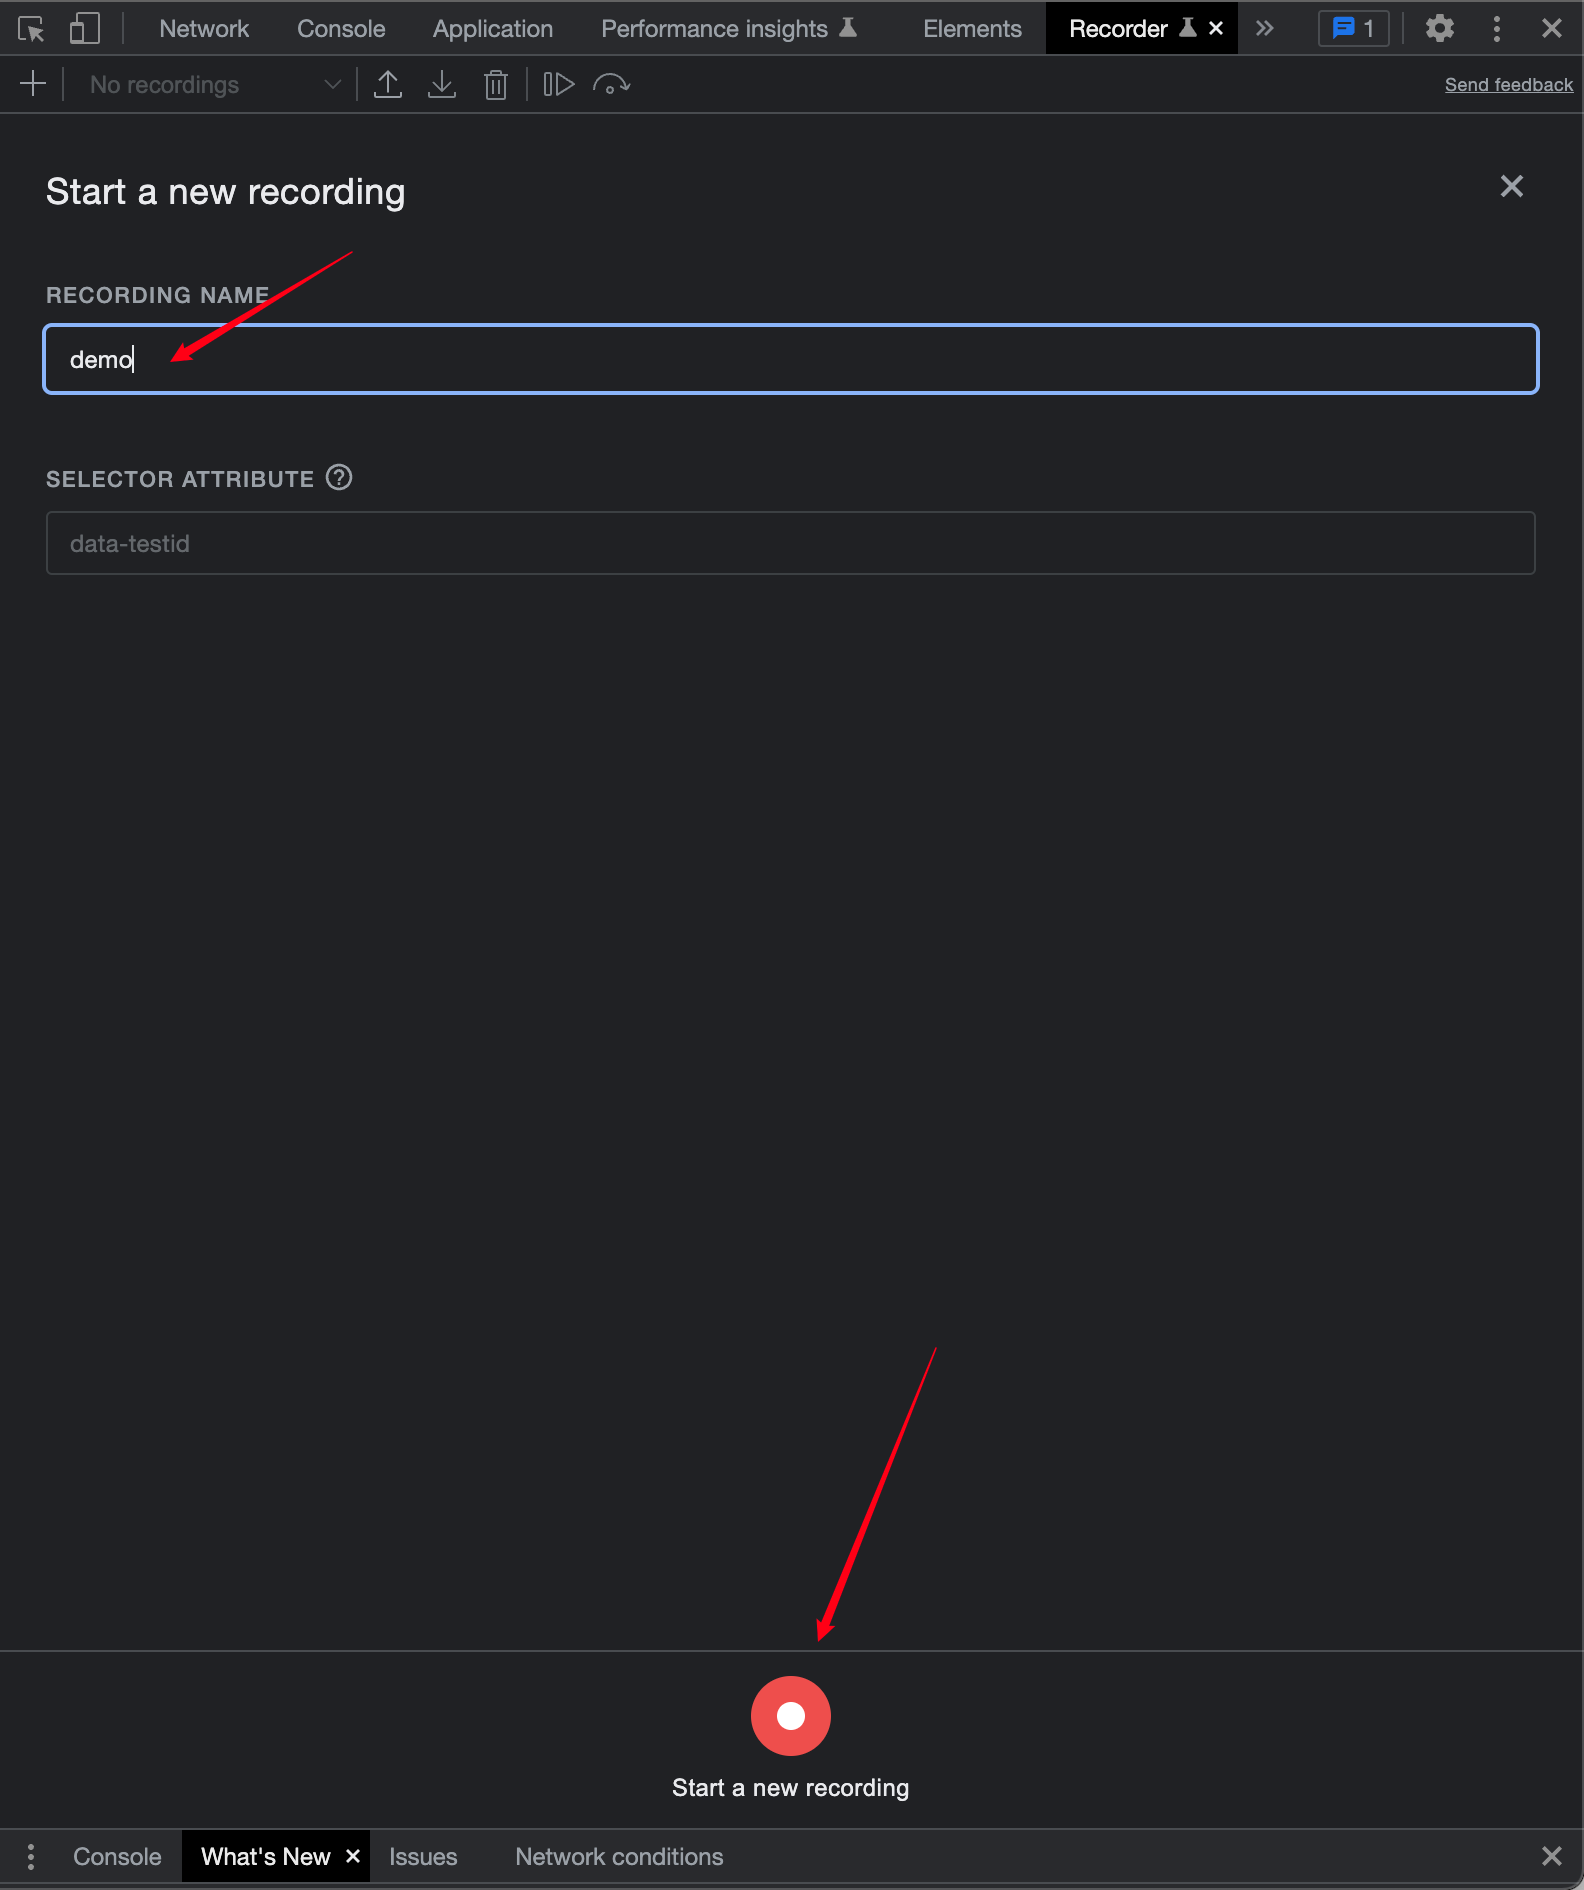 Network Console Application Performance insights Elements Recorder 1
No recordings Send feedback
Start a new recording
RECORDING NAME
demo
SELECTOR ATTRIBUTE ?
data-testid
Start a new recording
Console What's New Issues Network conditions